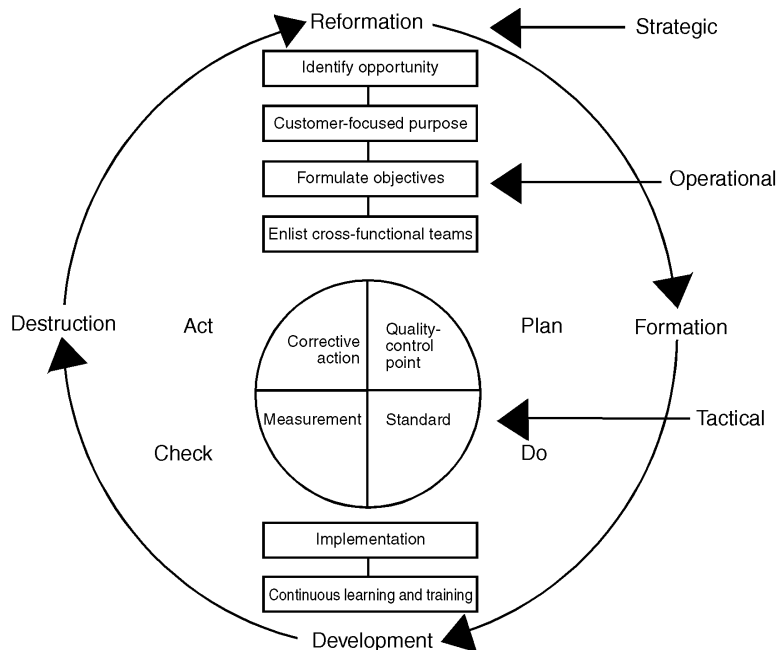 Reformation
Strategic
Identify opportunity
Customer-focused purpose
Formulate objectives
Operational
Enlist cross-functional teams
Destruction
Act
Corrective
action
Quality-
control
point
Plan
Formation
Measurement
Standard
Tactical
Check
Do
Implementation
Continuous learning and training
Development